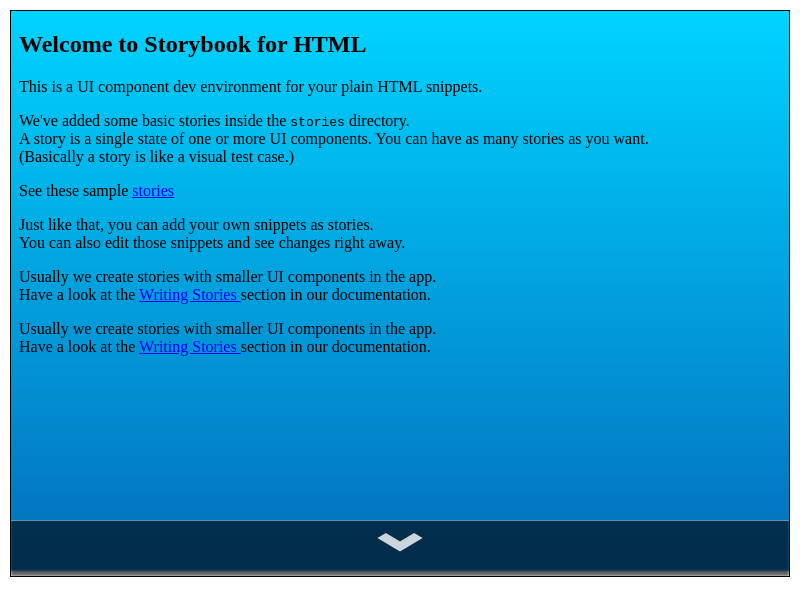 Welcome to Storybook for HTML
This is a UI component dev environment for your plain HTML snippets.
We've added some basic stories inside the stories directory.
A story is a single state of one or more UI components. You can have as many stories as you want.
(Basically a story is like a visual test case.)
See these sample stories
Just like that, you can add your own snippets as stories.
You can also edit those snippets and see changes right away.
Usually we create stories with smaller UI components in the app.
Have a look at the Writing Stories section in our documentation.
Usually we create stories with smaller UI components in the app.
Have a look at the Writing Stories section in our documentation.